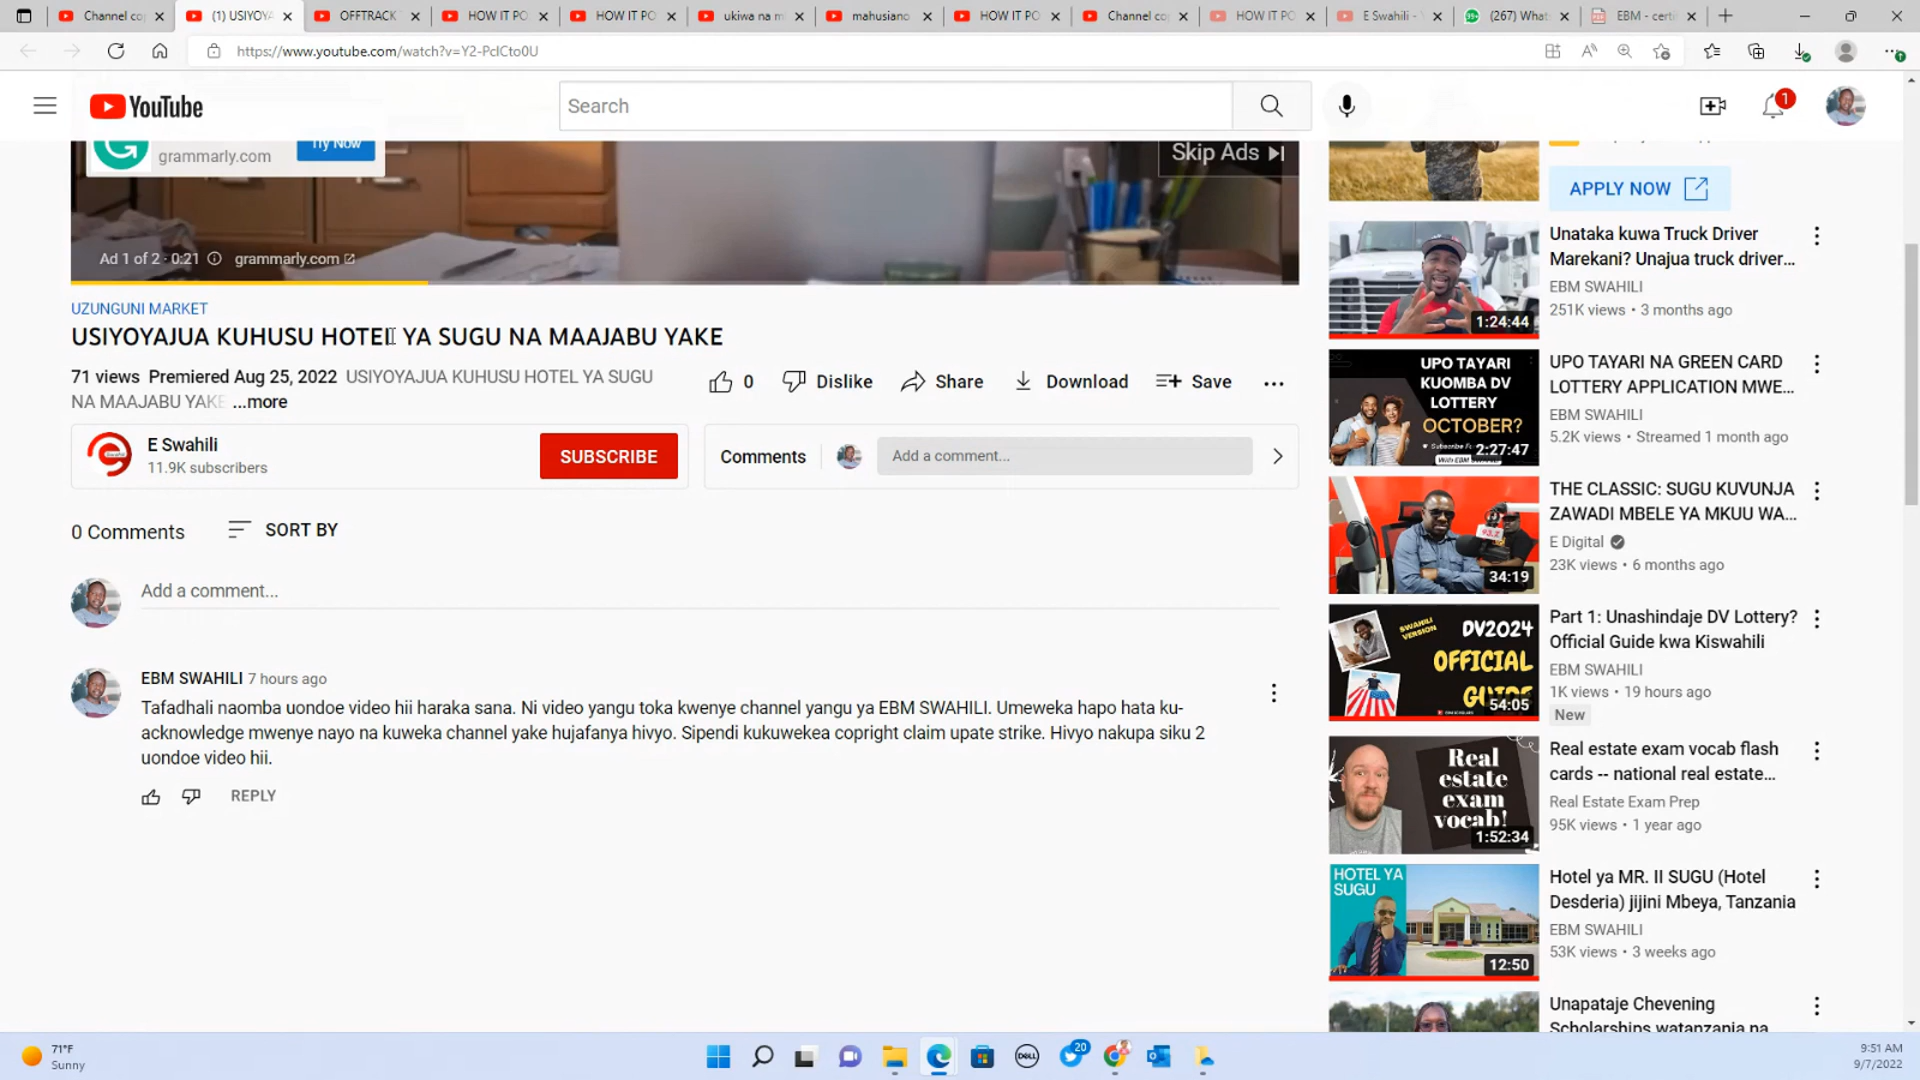 Channel co
(1) USIYOYA
OFFTRACK
HOW IT PO
HOW IT PO
ukiwa na m
mahusiano
HOW IT PO
Channel co
HOW IT PO
E Swahili -
(267) What
EBM - certi
https://www.youtube.com/watch?v=Y2-PclCto0U
YouTube
Search
1
grammarly.com
Try Now
Skip Ads
Ad 1 of 2 · 0:21
grammarly.com
UZUNGUNI MARKET
USIYOYAJUA KUHUSU HOTEL YA SUGU NA MAAJABU YAKE
71 views Premiered Aug 25, 2022 USIYOYAJUA KUHUSU HOTEL YA SUGU
NA MAAJABU YAKE ...more
0
Dislike
Share
Download
Save
E Swahili
11.9K subscribers
SUBSCRIBE
Comments
Add a comment...
0 Comments
SORT BY
Add a comment...
EBM SWAHILI 7 hours ago
Tafadhali naomba uondoe video hii haraka sana. Ni video yangu toka kwenye channel yangu ya EBM SWAHILI. Umeweka hapo hata ku-
acknowledge mwenye nayo na kuweka channel yake hujafanya hivyo. Sipendi kukuwekea copright claim upate strike. Hivyo nakupa siku 2
uondoe video hii.
REPLY
APPLY NOW
1:24:44
Unataka kuwa Truck Driver
Marekani? Unajua truck driver...
EBM SWAHILI
251K views • 3 months ago
UPO TAYARI
KUOMBA DV
LOTTERY
OCTOBER?
With EBM SWAHILI
2:27:47
UPO TAYARI NA GREEN CARD
LOTTERY APPLICATION MWE...
EBM SWAHILI
5.2K views • Streamed 1 month ago
34:19
THE CLASSIC: SUGU KUVUNJA
ZAWADI MBELE YA MKUU WA...
E Digital
23K views • 6 months ago
SWAHILI
VERSION
DV2024
OFFICIAL
GUIDE
54:05
Part 1: Unashindaje DV Lottery?
Official Guide kwa Kiswahili
EBM SWAHILI
1K views • 19 hours ago
New
Real
estate
exam
vocab!
1:52:34
Real estate exam vocab flash
cards -- national real estate...
Real Estate Exam Prep
95K views • 1 year ago
HOTEL YA
SUGU
12:50
Hotel ya MR. II SUGU (Hotel
Desderia) jijini Mbeya, Tanzania
EBM SWAHILI
53K views • 3 weeks ago
Unapataje Chevening
Scholarships watanzania na
71°F
Sunny
DELL
20
9:51 AM
9/7/2022